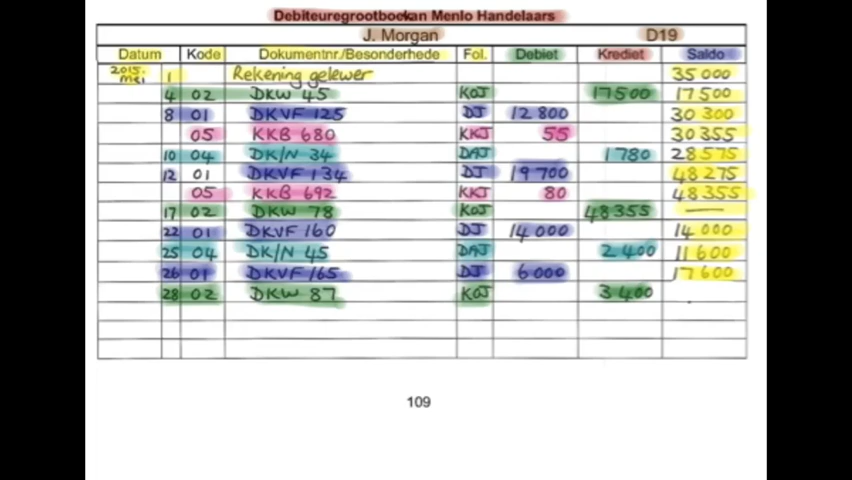 Debiteuregrootboek van Menlo Handelaars
J. Morgan D19
Datum Kode Dokumentnr./Besonderhede Fol. Debiet Krediet Saldo
2015. mei 1 Rekening gelewer 35 000
4 02 DKW 45 KOJ 17500 17 500
8 01 DKVF 125 DJ 12 800 30 300
05 KKB 680 KKJ 55 30 355
10 04 DK/N 34 DAJ 1780 28 575
12 01 DKVF 134 DJ 19 700 48 275
05 KKB 692 KKJ 80 48 355
17 02 DKW 78 KOJ 48 355 —
22 01 DKVF 160 DJ 14 000 14 000
25 04 DK/N 45 DAJ 2 400 11 600
26 01 DKVF 165 DJ 6 000 17 600
28 02 DKW 87 KOJ 3 400
109